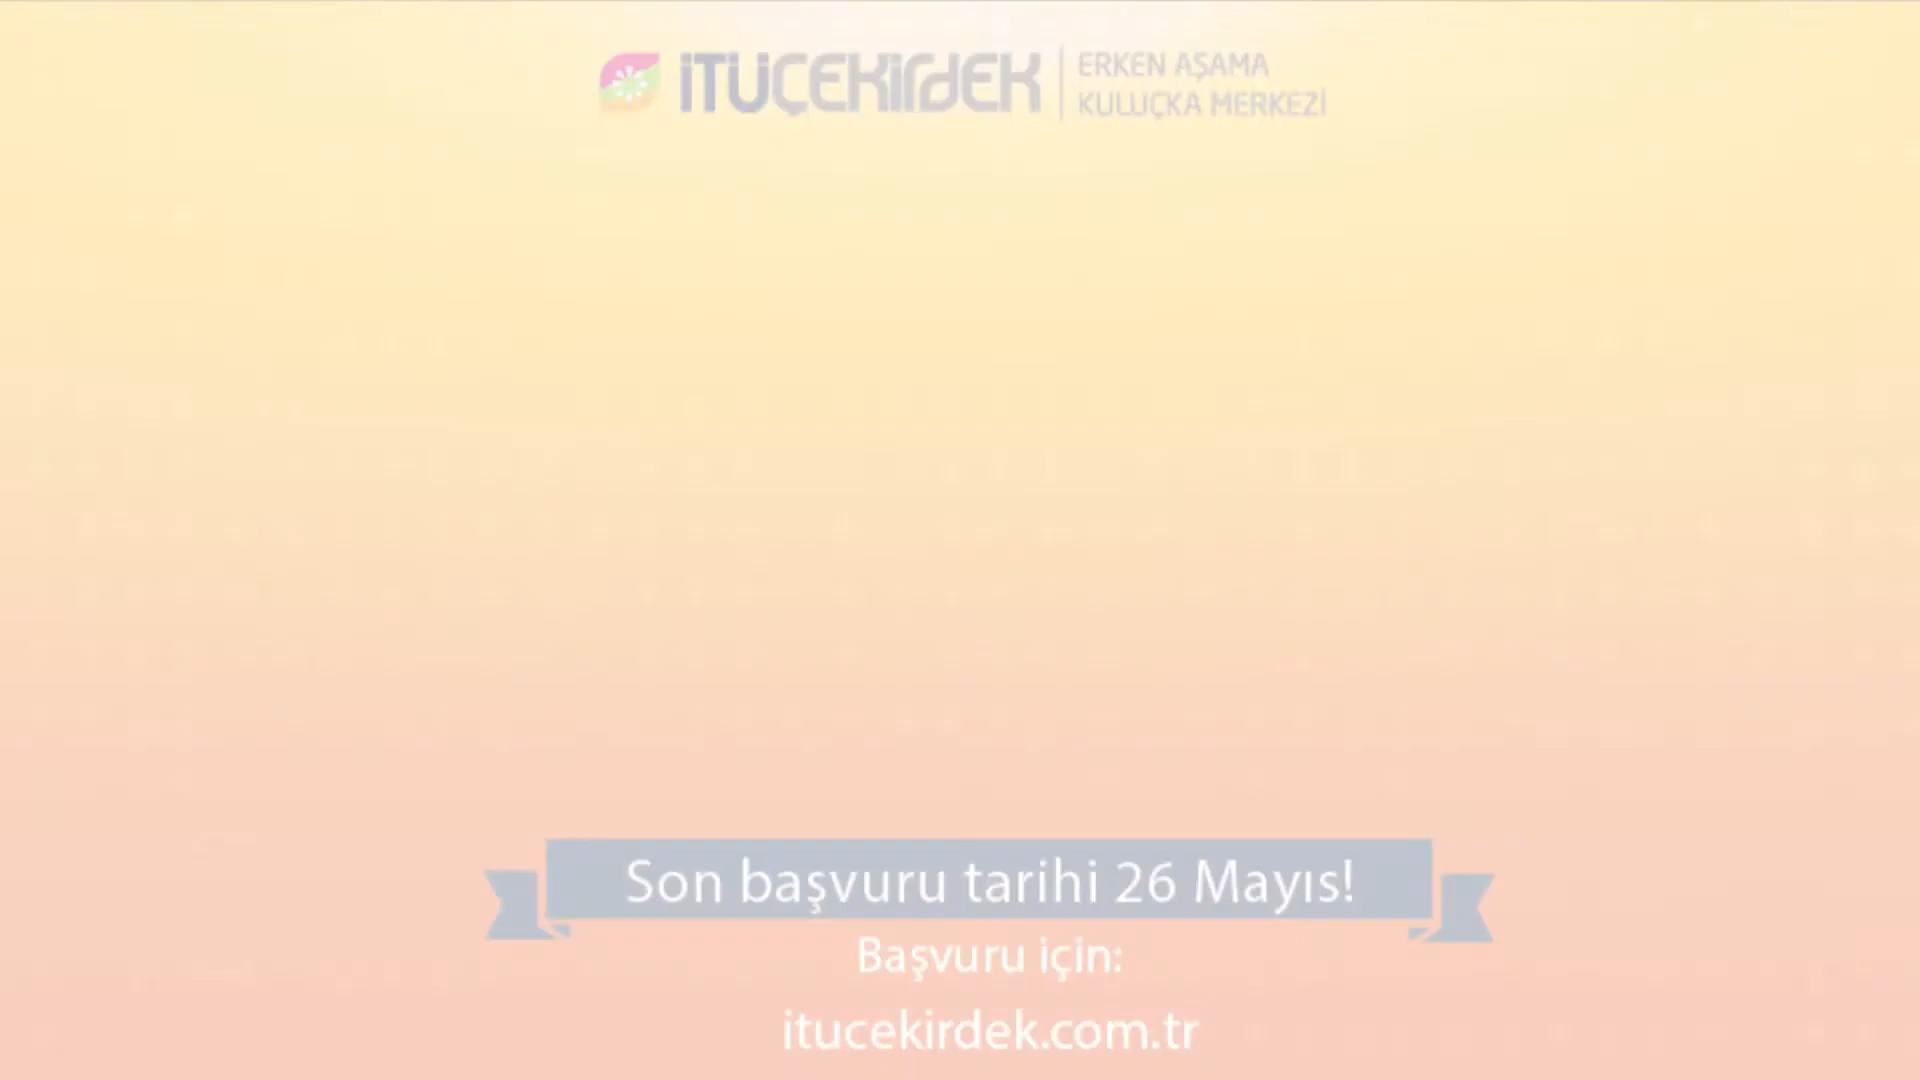 İTÜÇEKİRDEK
ERKEN AŞAMA
KULUÇKA MERKEZİ
Son başvuru tarihi 26 Mayıs!
Başvuru için:
itucekirdek.com.tr